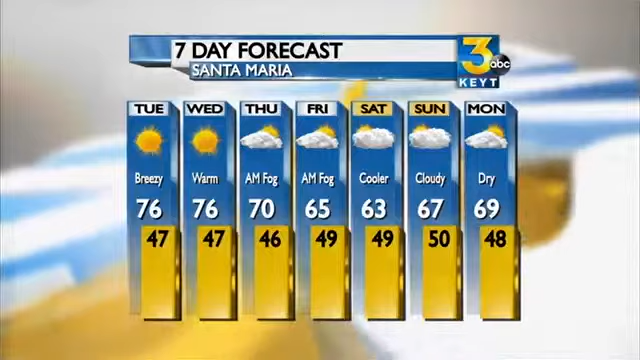 7 DAY FORECAST
SANTA MARIA
3 abc
KEYT
TUE WED THU FRI SAT SUN MON
Breezy Warm AM Fog AM Fog Cooler Cloudy Dry
76 76 70 65 63 67 69
47 47 46 49 49 50 48